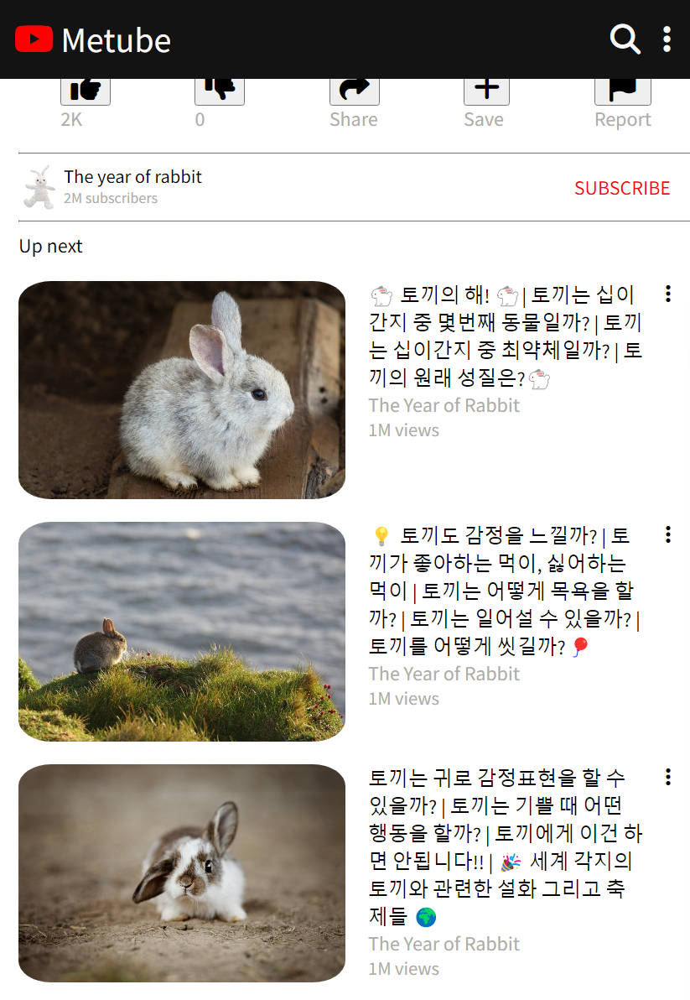 Metube
2K
0
Share
Save
Report
The year of rabbit
2M subscribers
SUBSCRIBE
Up next
🐇 토끼의 해! 🐇 | 토끼는 십이
간지 중 몇번째 동물일까? | 토끼
는 십이간지 중 최약체일까? | 토
끼의 원래 성질은?🐇
The Year of Rabbit
1M views
💡 토끼도 감정을 느낄까? | 토
끼가 좋아하는 먹이, 싫어하는
먹이 | 토끼는 어떻게 목욕을 할
까? | 토끼는 일어설 수 있을까? |
토끼를 어떻게 씻길까?🎈
The Year of Rabbit
1M views
토끼는 귀로 감정표현을 할 수
있을까? | 토끼는 기쁠 때 어떤
행동을 할까? | 토끼에게 이건 하
면 안됩니다!! | 🎉 세계 각지의
토끼와 관련한 설화 그리고 축
제들 🌍
The Year of Rabbit
1M views